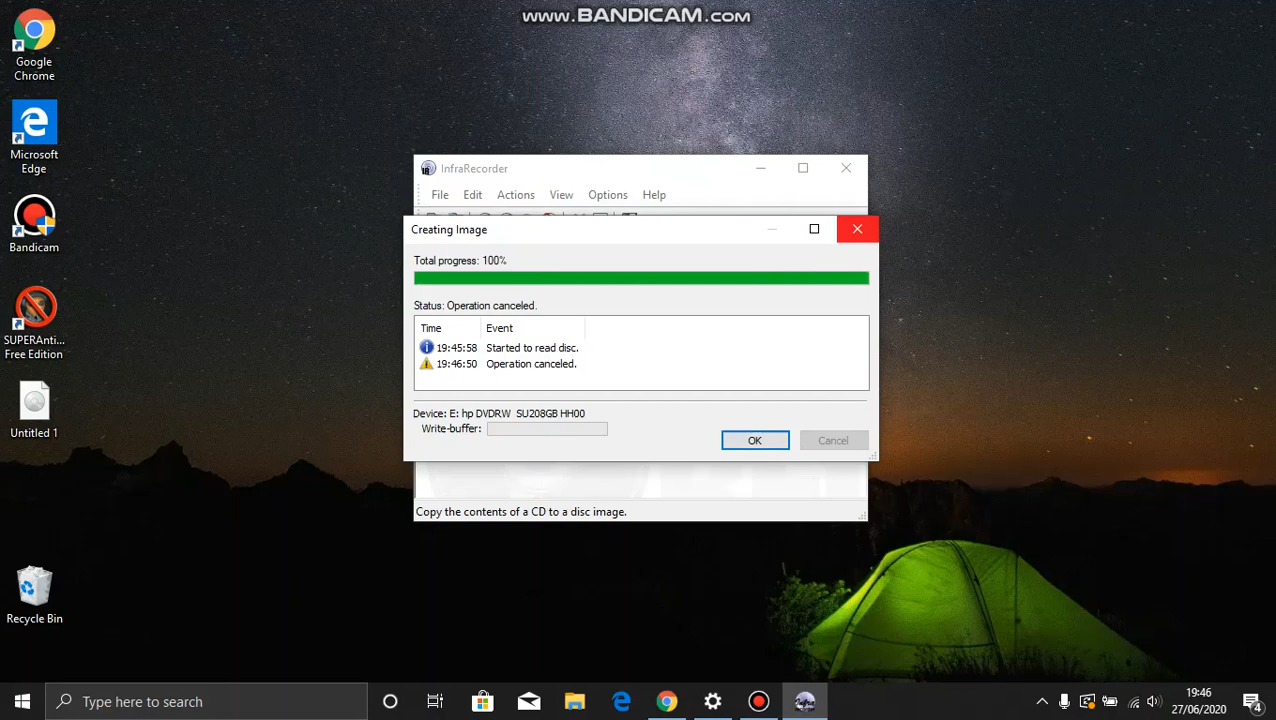 www.BANDICAM.com
Google
Chrome
Microsoft
Edge
Bandicam
SUPERAnti...
Free Edition
Untitled 1
Recycle Bin
InfraRecorder
File Edit Actions View Options Help
Creating Image
Total progress: 100%
Status: Operation canceled.
Time Event
19:45:58 Started to read disc.
19:46:50 Operation canceled.
Device: E: hp DVDRW SU208GB HH00
Write-buffer:
OK Cancel
Copy the contents of a CD to a disc image.
Type here to search
19:46
27/06/2020
4